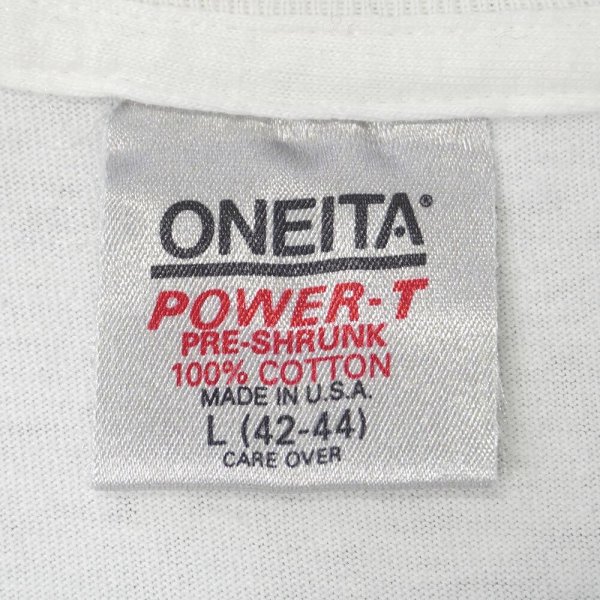 ONEITA®
POWER-T
PRE-SHRUNK
100% COTTON
MADE IN U.S.A.
L (42-44)
CARE OVER